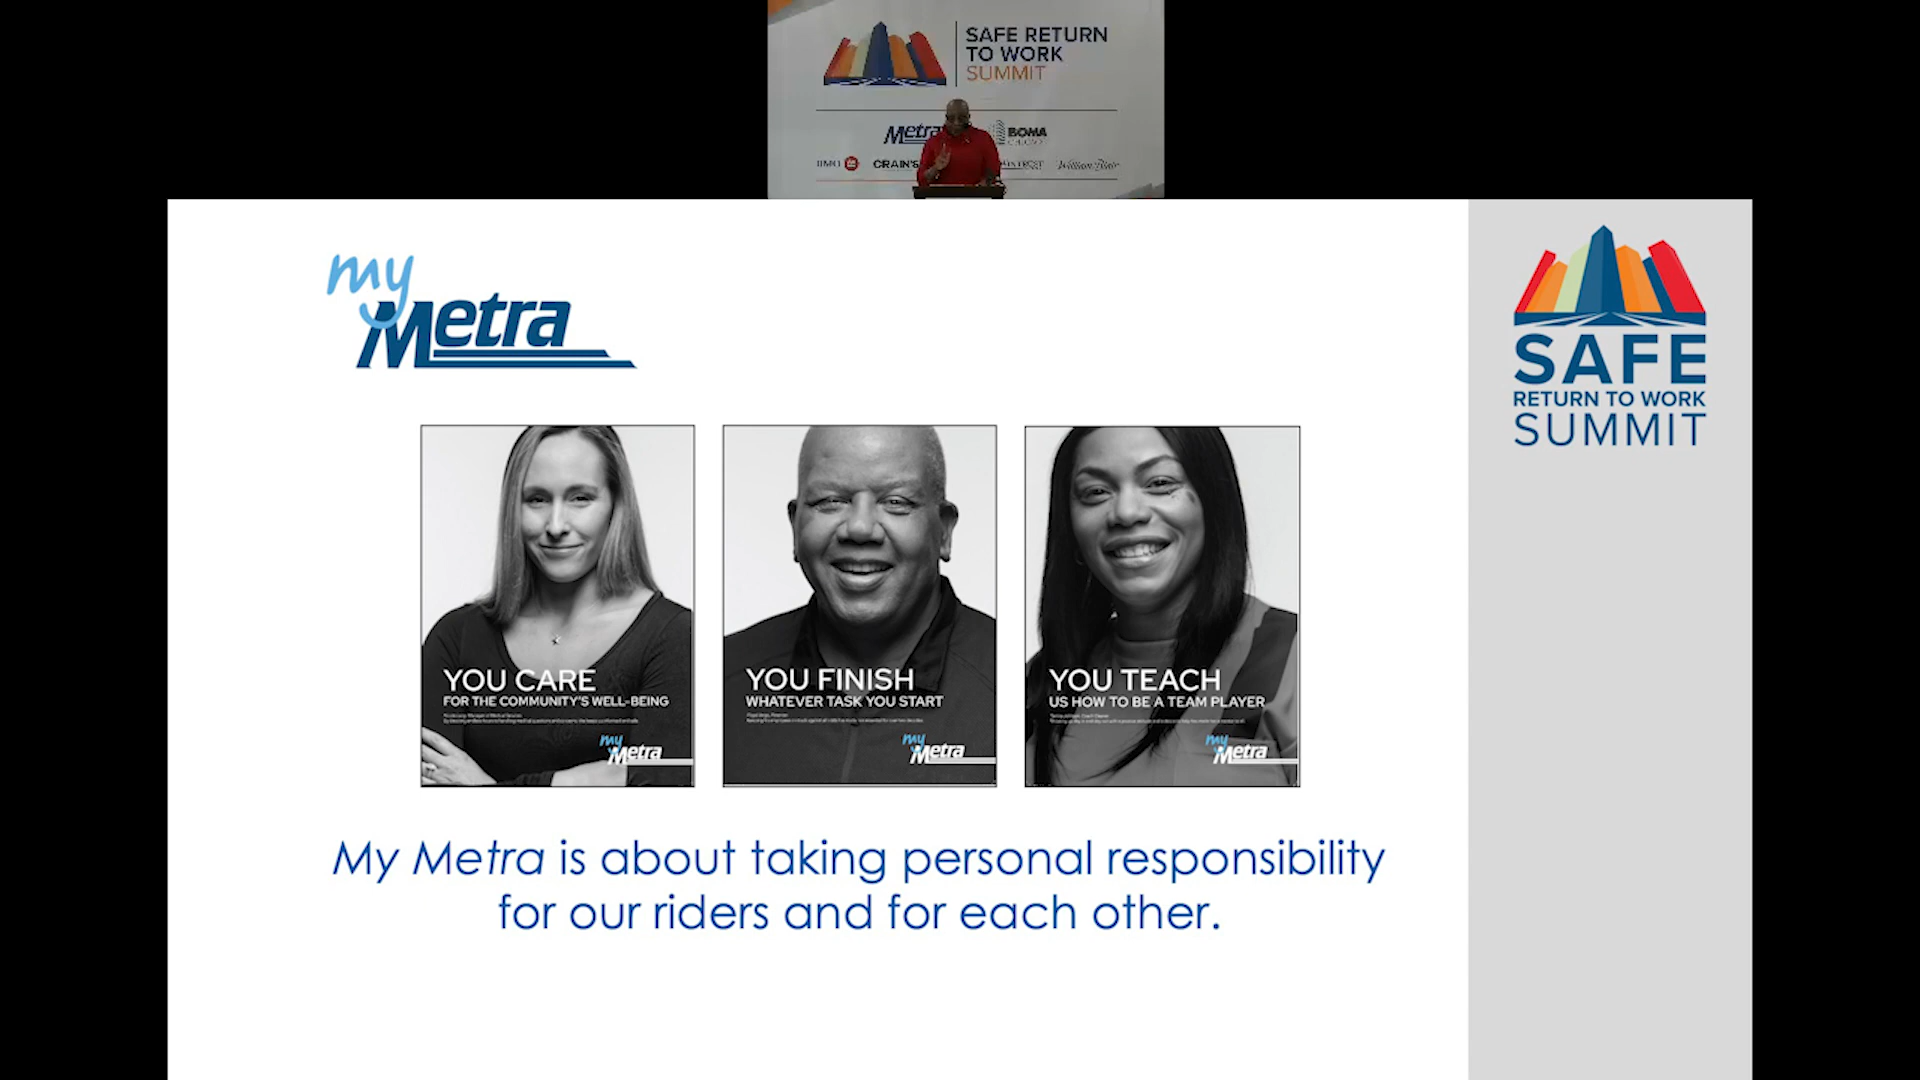 SAFE RETURN
TO WORK
SUMMIT
Metra
BOMA
CRAIN'S
William Blair
my
Metra
SAFE
RETURN TO WORK
SUMMIT
YOU CARE
FOR THE COMMUNITY'S WELL-BEING
my
Metra
YOU FINISH
WHATEVER TASK YOU START
my
Metra
YOU TEACH
US HOW TO BE A TEAM PLAYER
my
Metra
My Metra is about taking personal responsibility
for our riders and for each other.